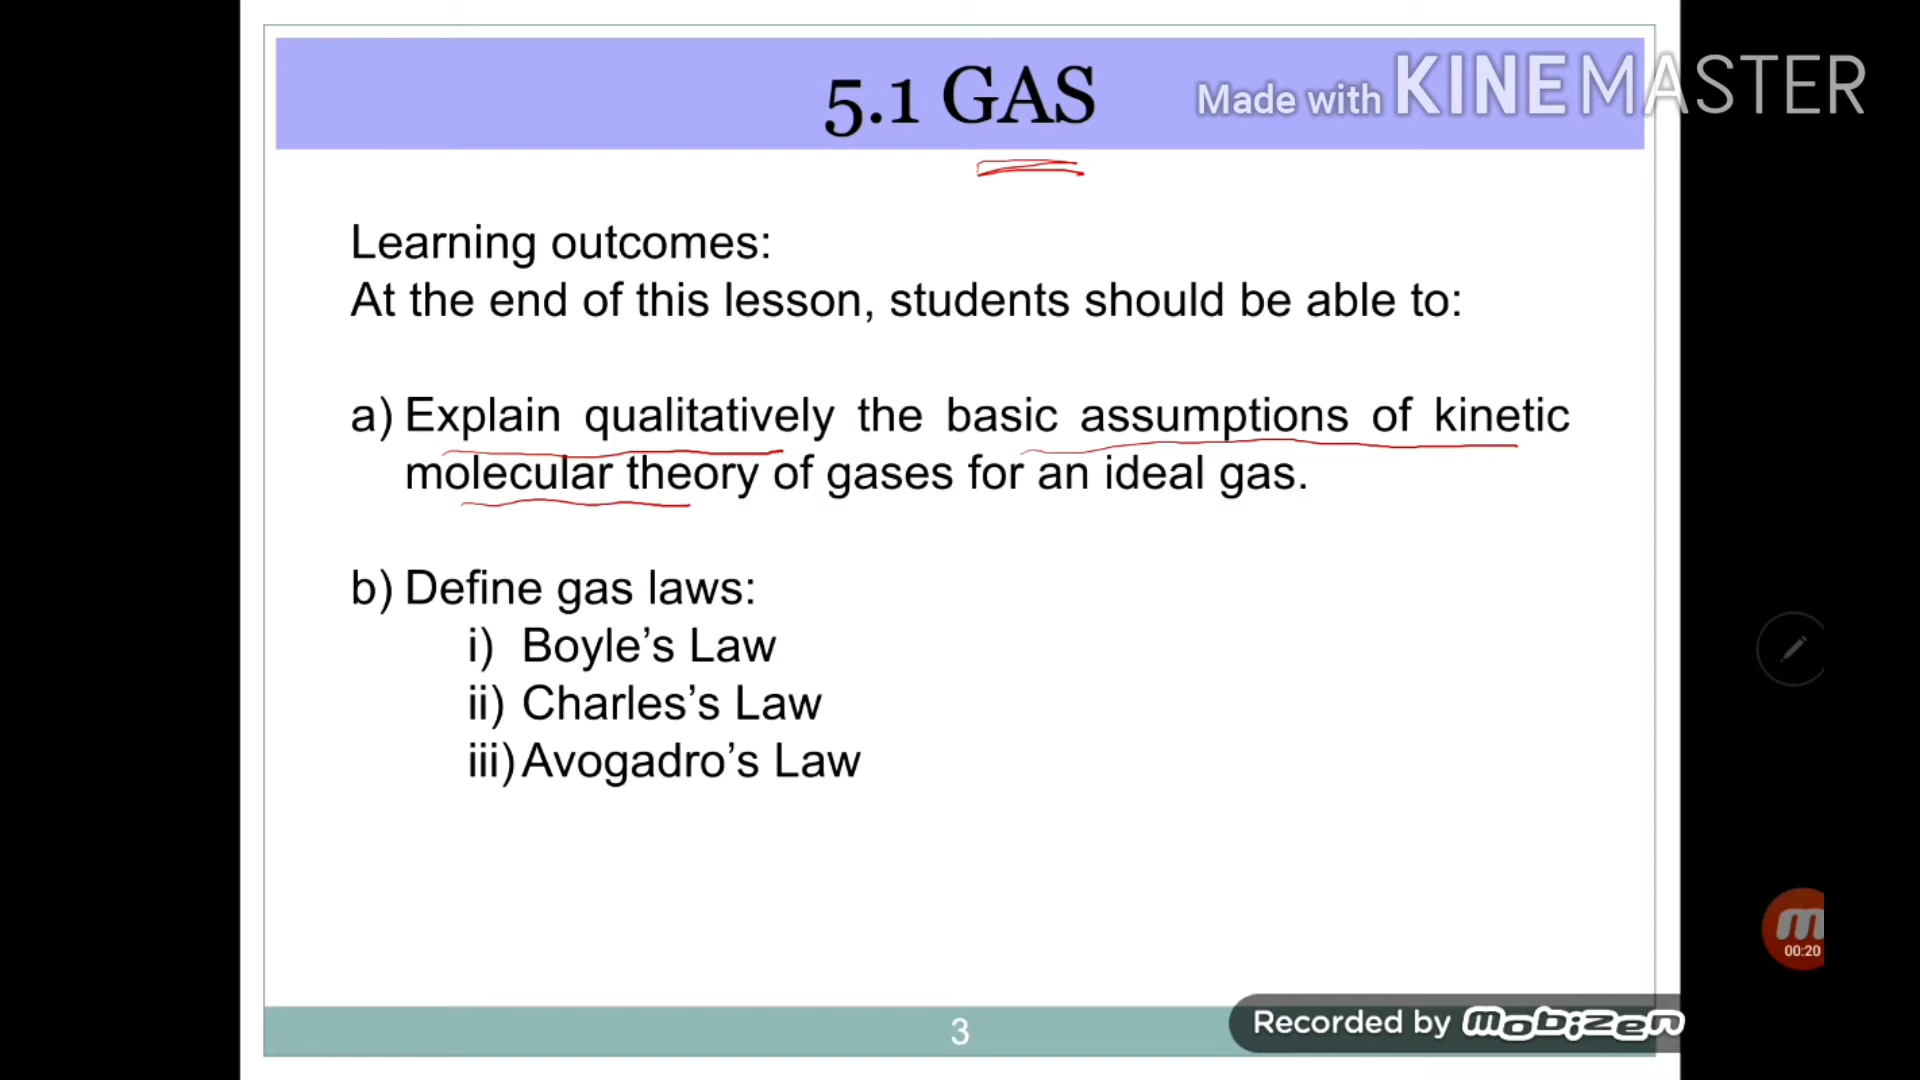 5.1 GAS
Made with KINEMASTER
Learning outcomes:
At the end of this lesson, students should be able to:
a) Explain qualitatively the basic assumptions of kinetic
molecular theory of gases for an ideal gas.
b) Define gas laws:
i) Boyle’s Law
ii) Charles’s Law
iii) Avogadro’s Law
m
00:20
3
Recorded by mobizen